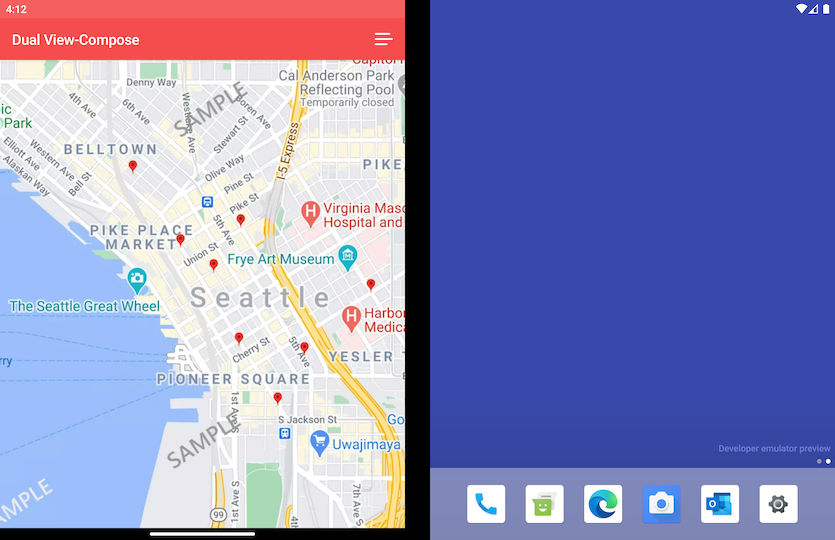 4:12
Dual View-Compose
Capitol H
Denny Way
Cal Anderson Park
Reflecting Pool
Temporarily closed
SAMPLE
4th Ave
6th Ave
Westlake Ave
Boren Ave
ic
Park
Stewart St
I-5 Express
Elliott Ave
Alaskan Way
Western Ave
BELLTOWN
Bell St
Olive Way
PIKE
Pine St
Pike St
5th Ave
Virginia Maso
Hospital and
PIKE PLACE
MARKET
Union St
Frye Art Museum
The Seattle Great Wheel
Seattle
Harbor
Medica
Cherry St
5th Ave
YESLER T
rry
PIONEER SQUARE
1st Ave
S Jackson St
Go
SAMPLE
Uwajimaya
SAMPLE
99
1st Ave S
4th
7th Ave S
Developer emulator preview